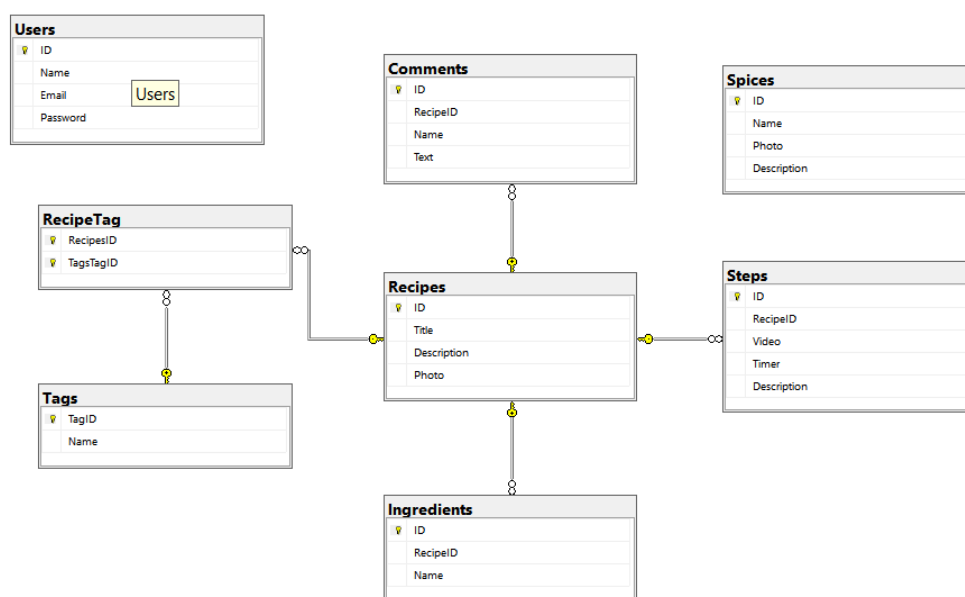 Users
ID
Name
Email
Users
Password
Comments
ID
RecipeID
Name
Text
Spices
ID
Name
Photo
Description
RecipeTag
RecipesID
TagsTagID
Recipes
ID
Title
Description
Photo
Steps
ID
RecipeID
Video
Timer
Description
Tags
TagID
Name
Ingredients
ID
RecipeID
Name